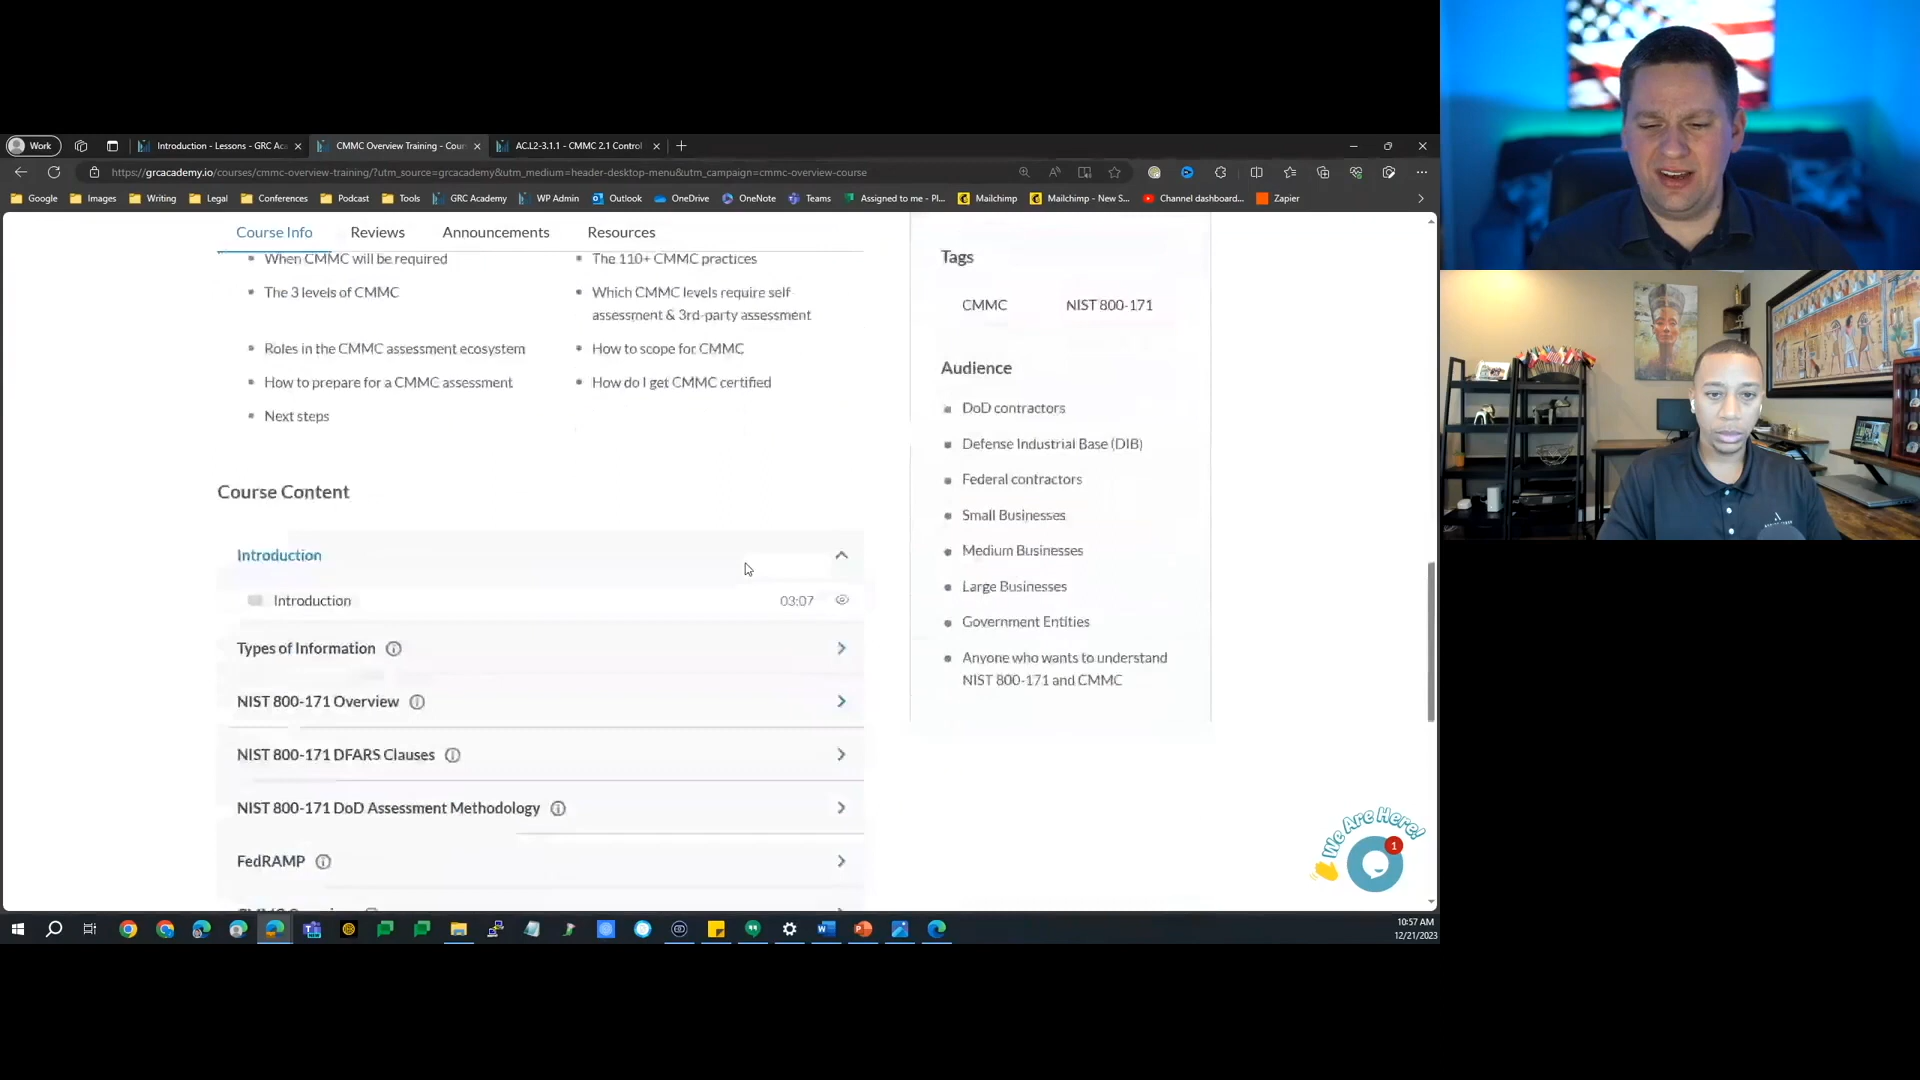 Work
Introduction - Lessons - GRC Aca
CMMC Overview Training - Cour
AC.L2-3.1.1 - CMMC 2.1 Control
https://grcacademy.io/courses/cmmc-overview-training/?utm_source=grcacademy&utm_medium=header-desktop-menu&utm_campaign=cmmc-overview-course
Google Images Writing Legal Conferences Podcast Tools GRC Academy WP Admin Outlook OneDrive OneNote Teams Assigned to me - Pl... Mailchimp Mailchimp - New S... Channel dashboard... Zapier
Course Info Reviews Announcements Resources
When CMMC will be required
The 110+ CMMC practices
The 3 levels of CMMC
Which CMMC levels require self
assessment & 3rd-party assessment
Roles in the CMMC assessment ecosystem
How to scope for CMMC
How to prepare for a CMMC assessment
How do I get CMMC certified
Next steps
Course Content
Introduction
Introduction 03:07
Types of Information
NIST 800-171 Overview
NIST 800-171 DFARS Clauses
NIST 800-171 DoD Assessment Methodology
FedRAMP
Tags
CMMC NIST 800-171
Audience
DoD contractors
Defense Industrial Base (DIB)
Federal contractors
Small Businesses
Medium Businesses
Large Businesses
Government Entities
Anyone who wants to understand
NIST 800-171 and CMMC
We Are Here!
1
10:57 AM
12/21/2023